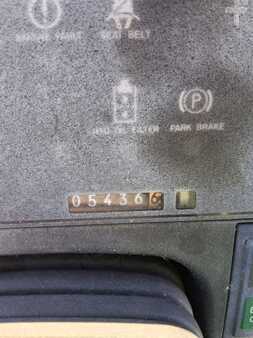 SEAT BELT
HYD OIL FILTER
PARK BRAKE
P
05436